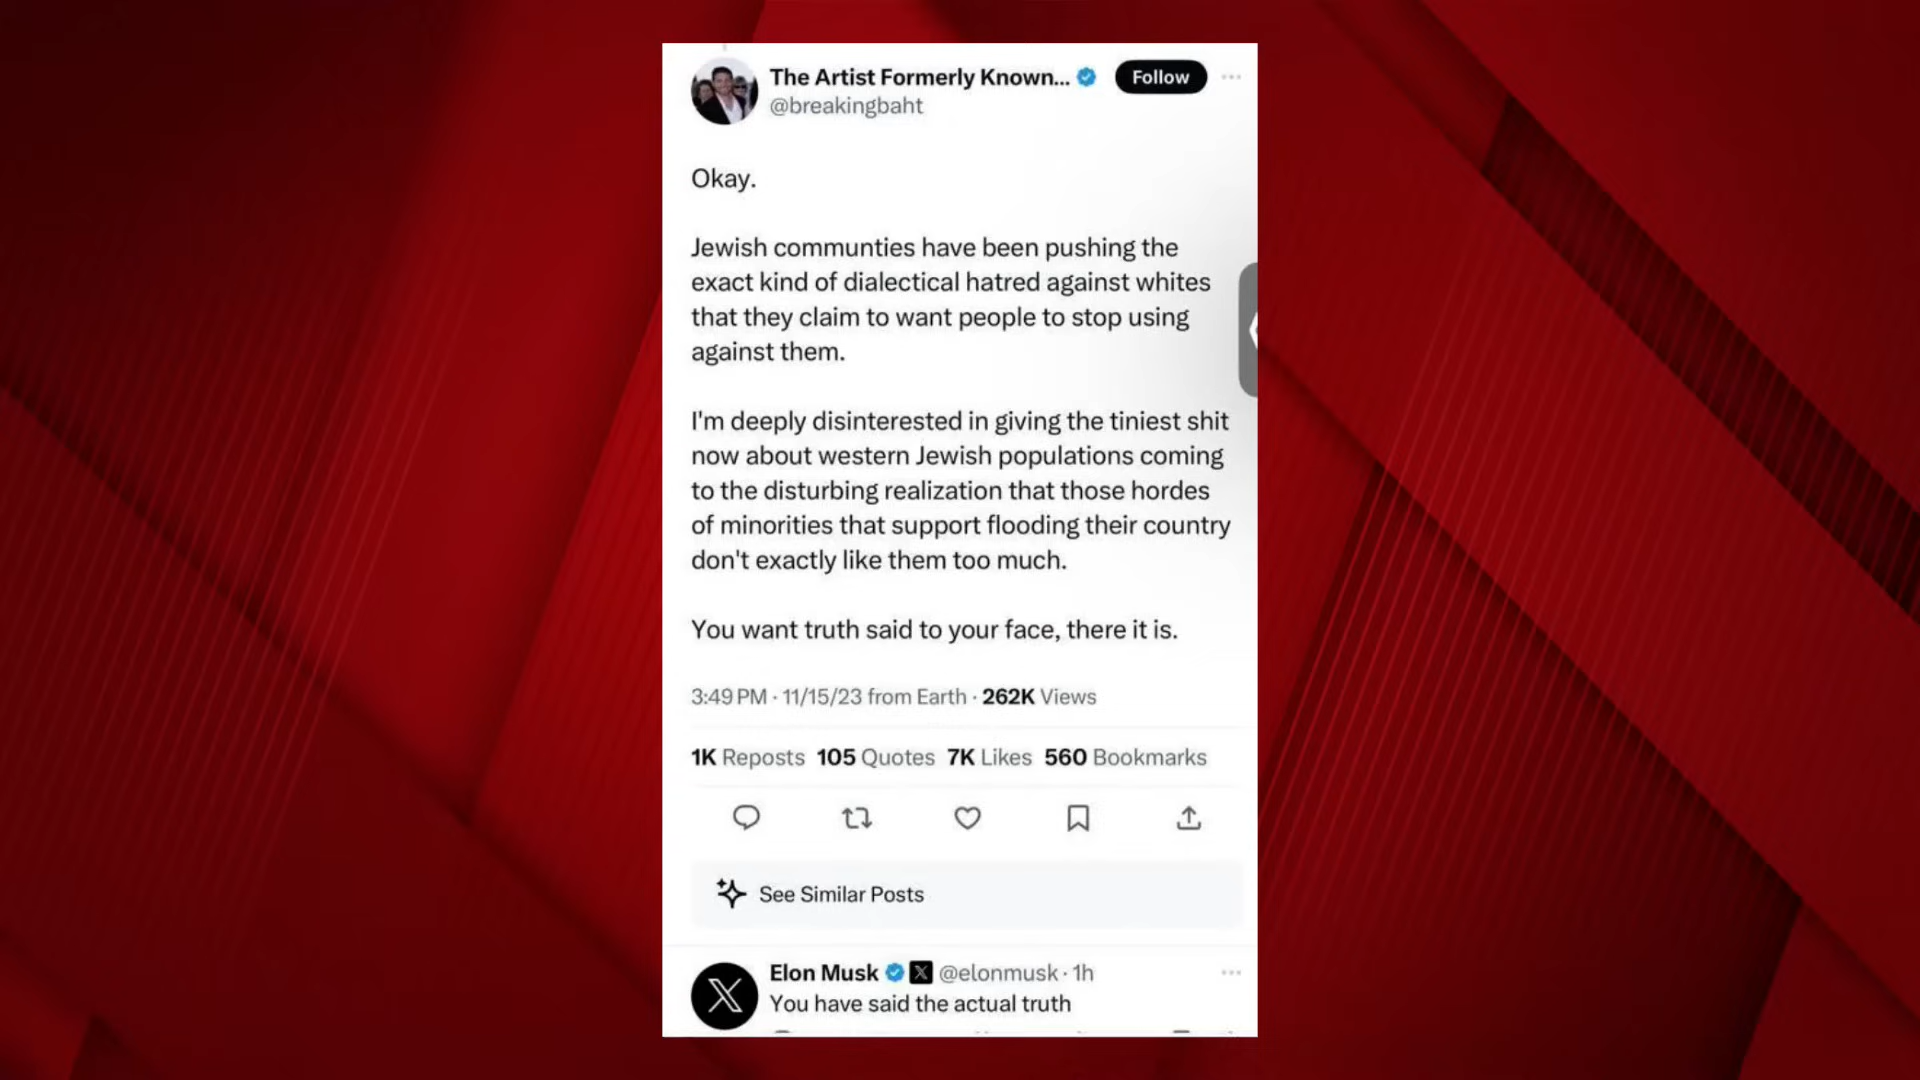 The Artist Formerly Known...
Follow
@breakingbaht
Okay.
Jewish communties have been pushing the
exact kind of dialectical hatred against whites
that they claim to want people to stop using
against them.
I'm deeply disinterested in giving the tiniest shit
now about western Jewish populations coming
to the disturbing realization that those hordes
of minorities that support flooding their country
don't exactly like them too much.
You want truth said to your face, there it is.
3:49 PM · 11/15/23 from Earth · 262K Views
1K Reposts 105 Quotes 7K Likes 560 Bookmarks
See Similar Posts
Elon Musk @elonmusk · 1h
You have said the actual truth